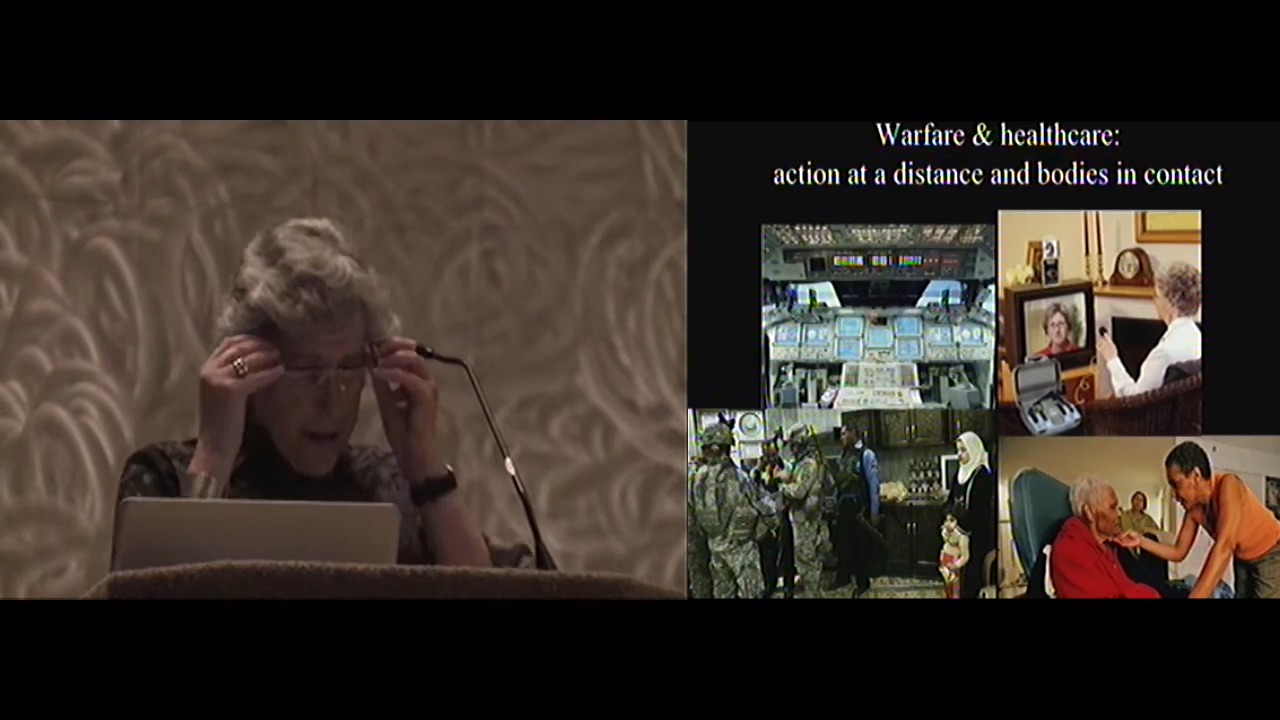 Warfare & healthcare:
action at a distance and bodies in contact